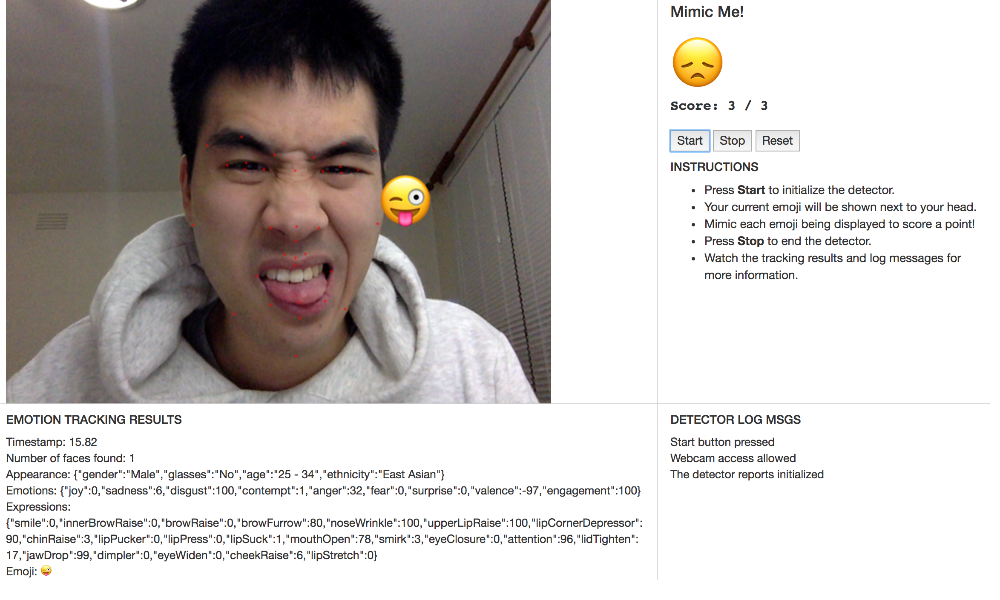 Mimic Me!
Score: 3 / 3
Start Stop Reset
INSTRUCTIONS
• Press Start to initialize the detector.
• Your current emoji will be shown next to your head.
• Mimic each emoji being displayed to score a point!
• Press Stop to end the detector.
• Watch the tracking results and log messages for
more information.
EMOTION TRACKING RESULTS
Timestamp: 15.82
Number of faces found: 1
Appearance: {"gender":"Male","glasses":"No","age":"25 - 34","ethnicity":"East Asian"}
Emotions: {"joy":0,"sadness":6,"disgust":100,"contempt":1,"anger":32,"fear":0,"surprise":0,"valence":-97,"engagement":100}
Expressions:
{"smile":0,"innerBrowRaise":0,"browRaise":0,"browFurrow":80,"noseWrinkle":100,"upperLipRaise":100,"lipCornerDepressor":
90,"chinRaise":3,"lipPucker":0,"lipPress":0,"lipSuck":1,"mouthOpen":78,"smirk":3,"eyeClosure":0,"attention":96,"lidTighten":
17,"jawDrop":99,"dimpler":0,"eyeWiden":0,"cheekRaise":6,"lipStretch":0}
Emoji: 😜
DETECTOR LOG MSGS
Start button pressed
Webcam access allowed
The detector reports initialized